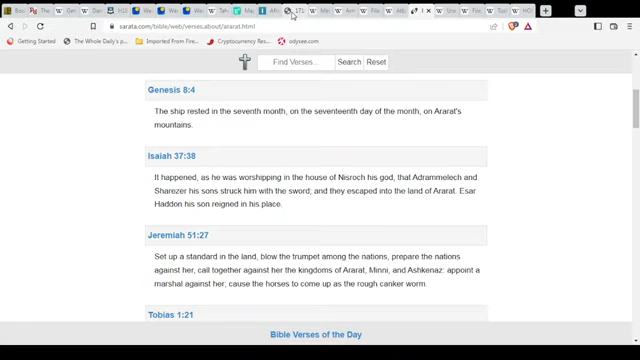 sarata.com/bible/web/verses.about/ararat.html
Getting Started
The Whole Daily's p...
Cryptocurrency Res...
odysee.com
Find Verses...
Search
Reset
Genesis 8:4
The ship rested in the seventh month, on the seventeenth day of the month, on Ararat's
mountains.
Isaiah 37:38
It happened, as he was worshipping in the house of Nisroch his god, that Adrammelech and
Sharezer his sons struck him with the sword; and they escaped into the land of Ararat. Esar
Haddon his son reigned in his place.
Jeremiah 51:27
Set up a standard in the land, blow the trumpet among the nations, prepare the nations
against her, call together against her the kingdoms of Ararat, Minni, and Ashkenaz: appoint a
marshal against her; cause the horses to come up as the rough canker worm.
Tobias 1:21
Bible Verses of the Day